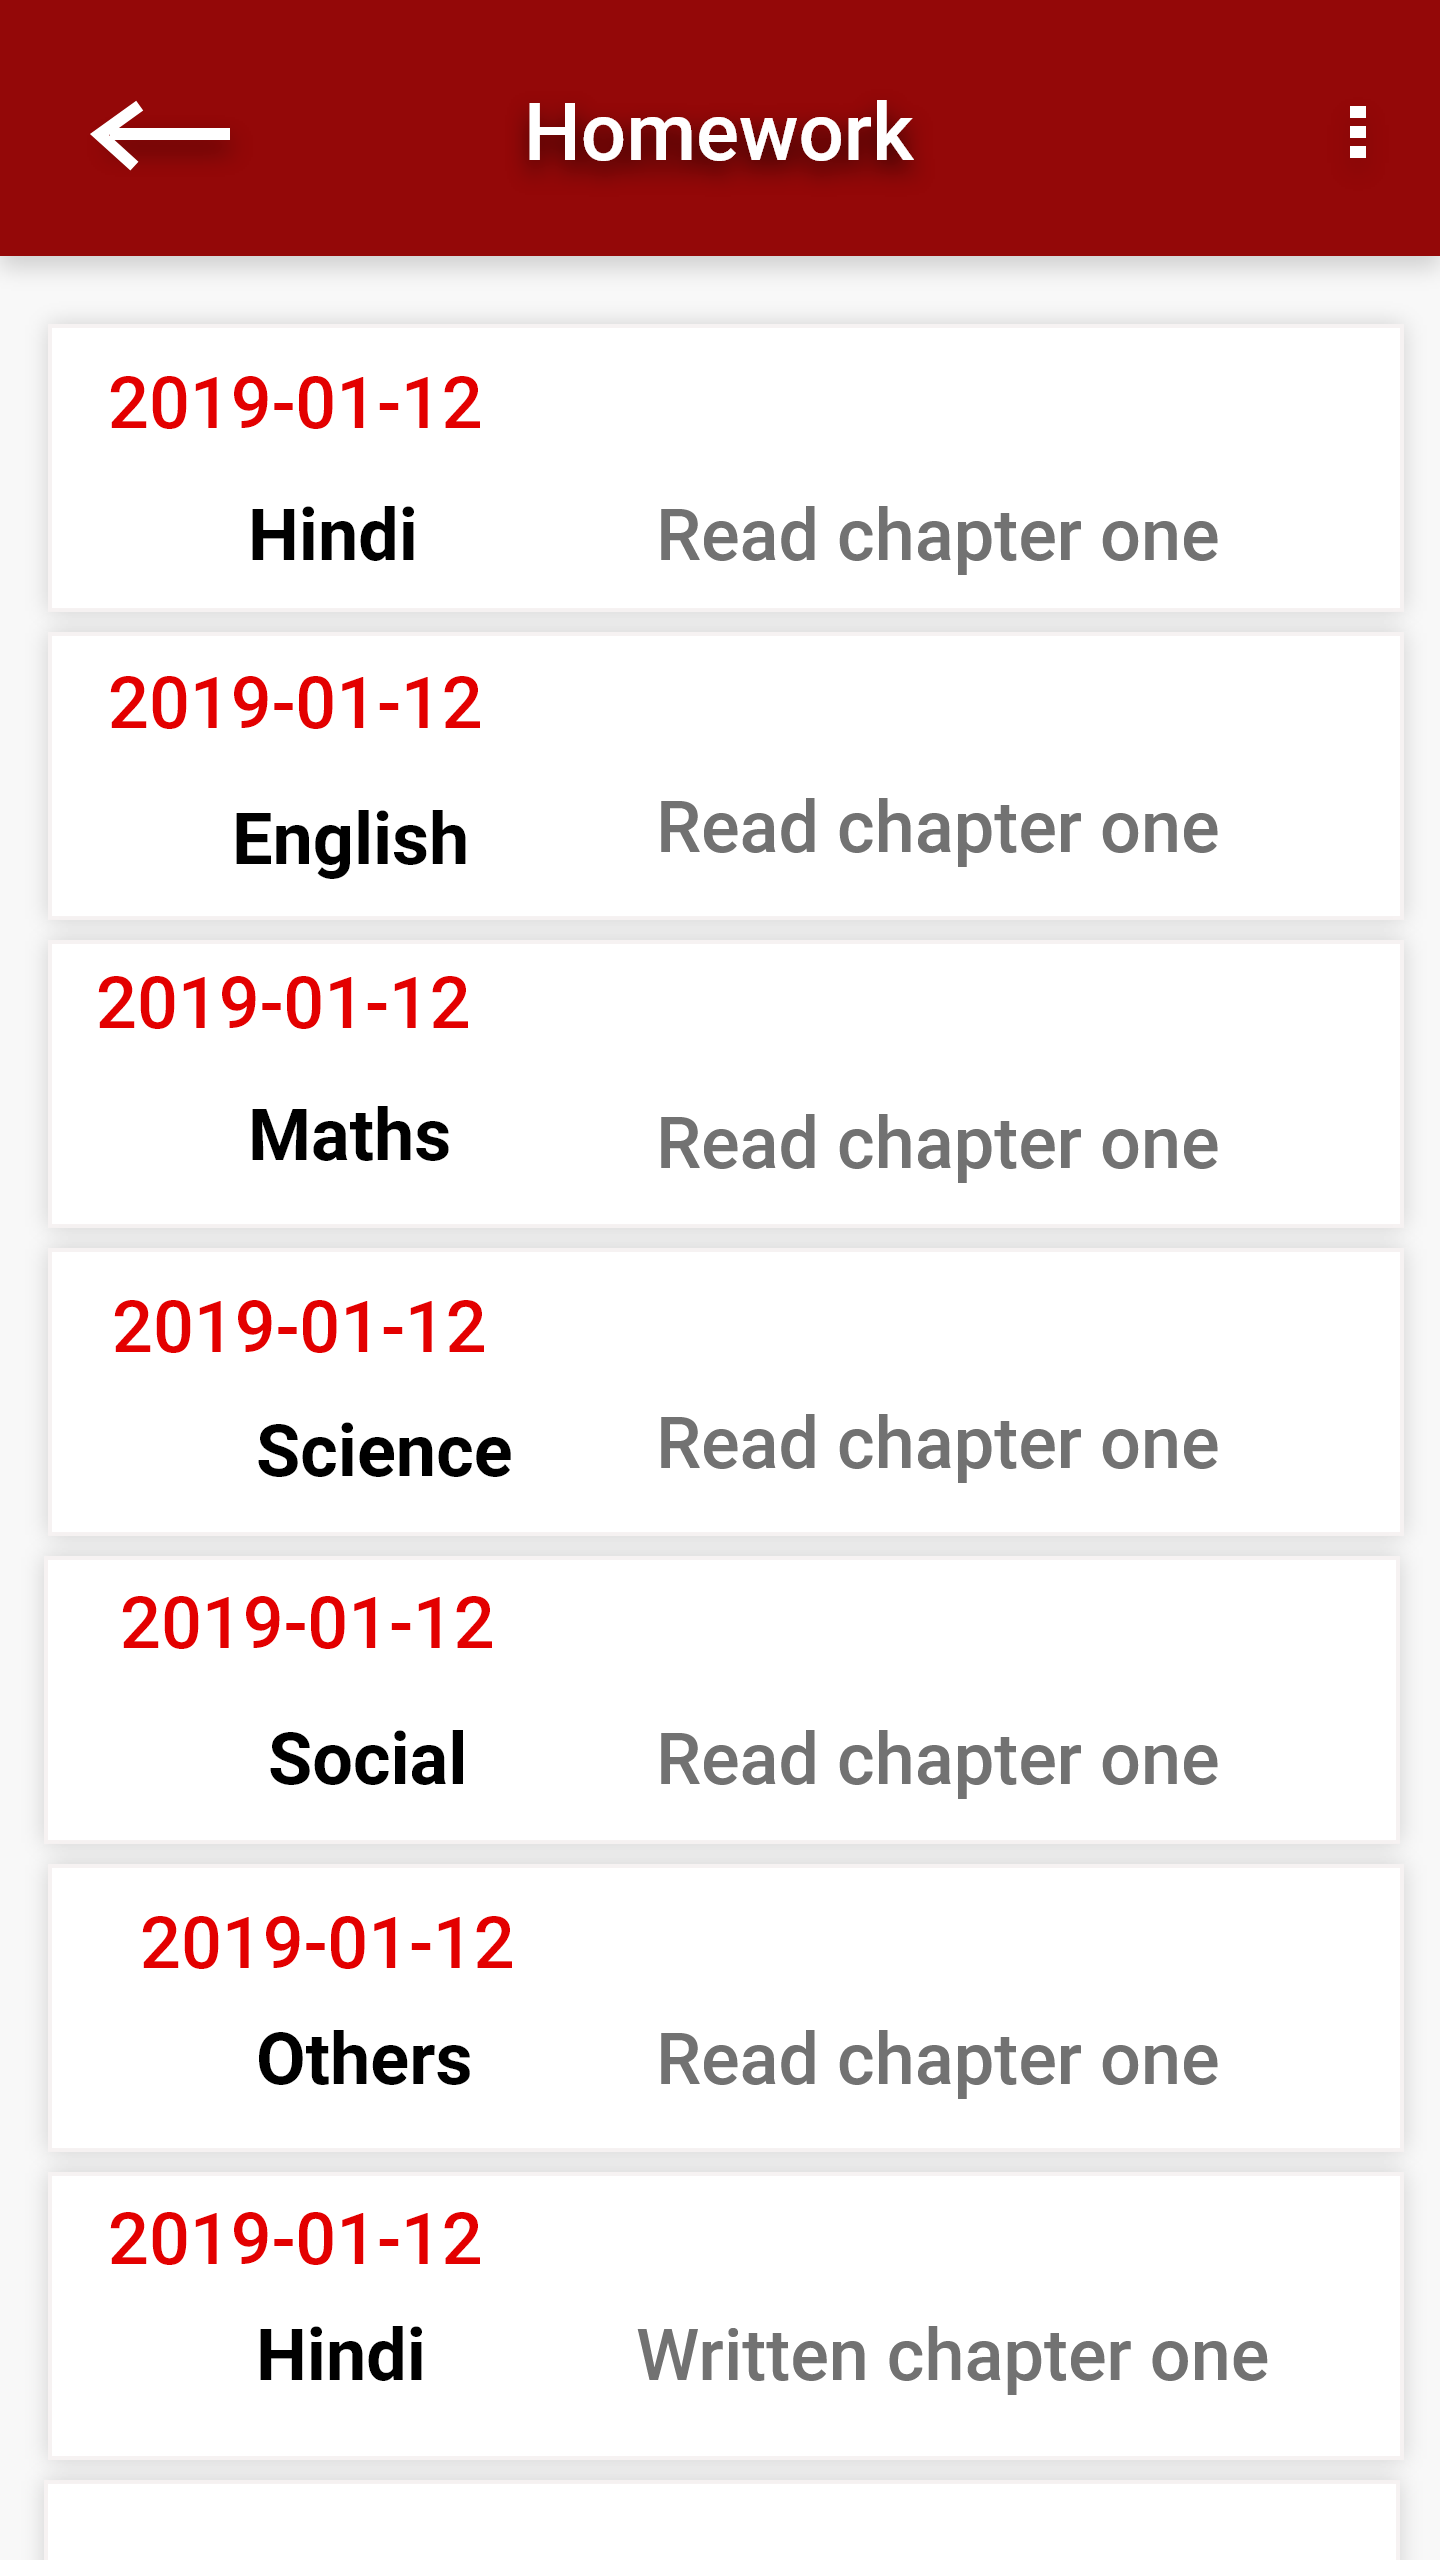 Homework
2019-01-12
Hindi Read chapter one
2019-01-12
English Read chapter one
2019-01-12
Maths Read chapter one
2019-01-12
Science Read chapter one
2019-01-12
Social Read chapter one
2019-01-12
Others Read chapter one
2019-01-12
Hindi Written chapter one